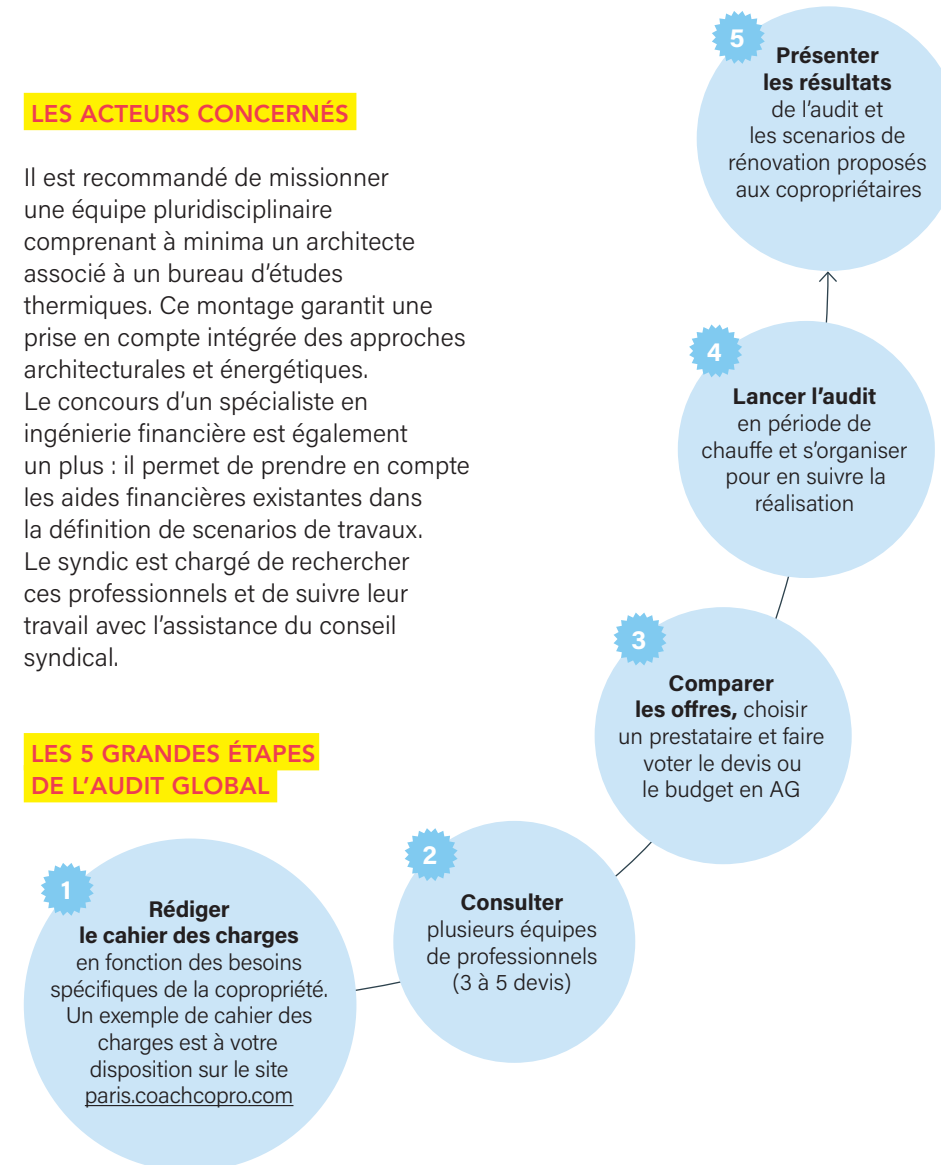 LES ACTEURS CONCERNÉS
Il est recommandé de missionner
une équipe pluridisciplinaire
comprenant à minima un architecte
associé à un bureau d'études
thermiques. Ce montage garantit une
prise en compte intégrée des approches
architecturales et énergétiques.
Le concours d'un spécialiste en
ingénierie financière est également
un plus : il permet de prendre en compte
les aides financières existantes dans
la définition de scenarios de travaux.
Le syndic est chargé de rechercher
ces professionnels et de suivre leur
travail avec l'assistance du conseil
syndical.
LES 5 GRANDES ÉTAPES
DE L'AUDIT GLOBAL
1
Rédiger
le cahier des charges
en fonction des besoins
spécifiques de la copropriété.
Un exemple de cahier des
charges est à votre
disposition sur le site
paris.coachcopro.com
2
Consulter
plusieurs équipes
de professionnels
(3 à 5 devis)
3
Comparer
les offres, choisir
un prestataire et faire
voter le devis ou
le budget en AG
4
Lancer l'audit
en période de
chauffe et s'organiser
pour en suivre la
réalisation
5
Présenter
les résultats
de l'audit et
les scenarios de
rénovation proposés
aux copropriétaires